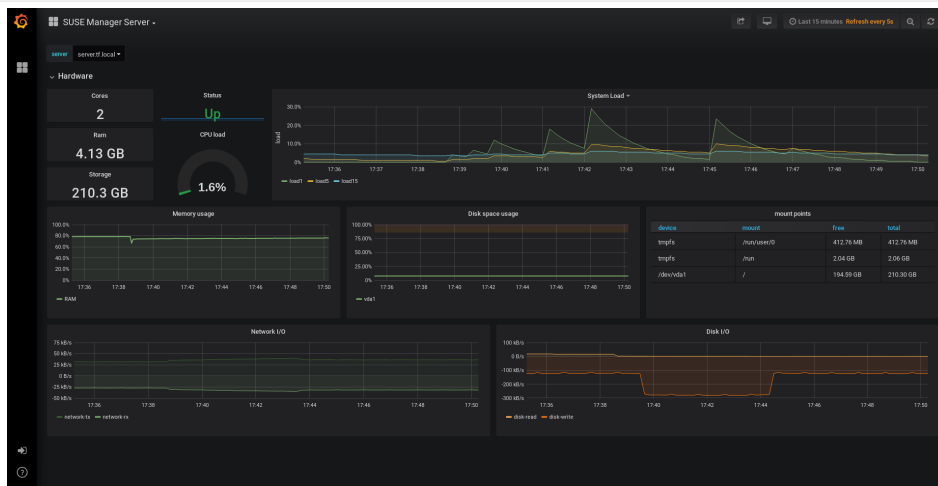 SUSE Manager Server
Last 15 minutes Refresh every 5s
server server.tf.local
Hardware
Cores
2
Ram
4.13 GB
Storage
210.3 GB
Status
Up
CPU load
1.6%
System Load
load
30.0%
20.0%
10.0%
0%
17:36 17:37 17:38 17:39 17:40 17:41 17:42 17:43 17:44 17:45 17:46 17:47 17:48 17:49 17:50
load1 load5 load15
Memory usage
100.0%
80.0%
60.0%
40.0%
20.0%
0%
17:36 17:38 17:40 17:42 17:44 17:46 17:48 17:50
RAM
Disk space usage
100.00%
75.00%
50.00%
25.00%
0%
17:36 17:38 17:40 17:42 17:44 17:46 17:48 17:50
vda1
mount points
device mount free total
tmpfs /run/user/0 412.76 MB 412.76 MB
tmpfs /run 2.04 GB 2.06 GB
/dev/vda1 / 194.59 GB 210.30 GB
Network I/O
75 kB/s
50 kB/s
25 kB/s
0 B/s
-25 kB/s
-50 kB/s
17:36 17:38 17:40 17:42 17:44 17:46 17:48 17:50
network-tx network-rx
Disk I/O
100 kB/s
0 B/s
-100 kB/s
-200 kB/s
-300 kB/s
17:36 17:38 17:40 17:42 17:44 17:46 17:48 17:50
disk-read disk-write